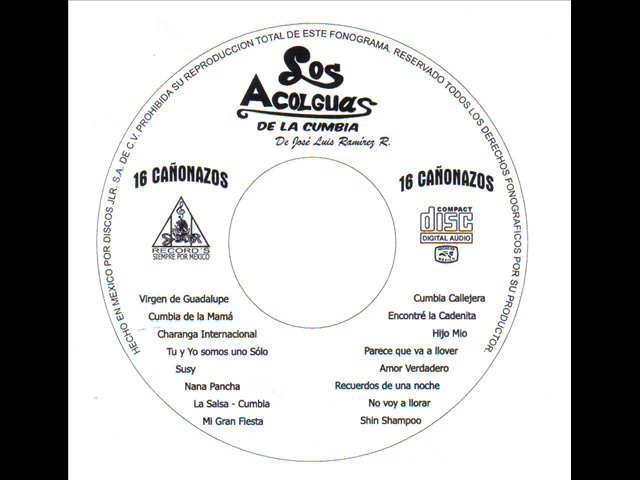 HECHO EN MEXICO POR DISCOS JLR. S.A. DE C.V. PROHIBIDA SU REPRODUCCION TOTAL DE ESTE FONOGRAMA. RESERVADO TODOS LOS DERECHOS FONOGRAFICOS POR SU PRODUCTOR.
Los
Acolguas
DE LA CUMBIA
De José Luis Ramírez R.
16 CAÑONAZOS
16 CAÑONAZOS
RECORD'S
SIEMPRE POR MEXICO
COMPACT
disc
DIGITAL AUDIO
Virgen de Guadalupe
Cumbia de la Mamá
Charanga Internacional
Tu y Yo somos uno Sólo
Susy
Nana Pancha
La Salsa - Cumbia
Mi Gran Fiesta
Cumbia Callejera
Encontré la Cadenita
Hijo Mio
Parece que va a llover
Amor Verdadero
Recuerdos de una noche
No voy a llorar
Shin Shampoo